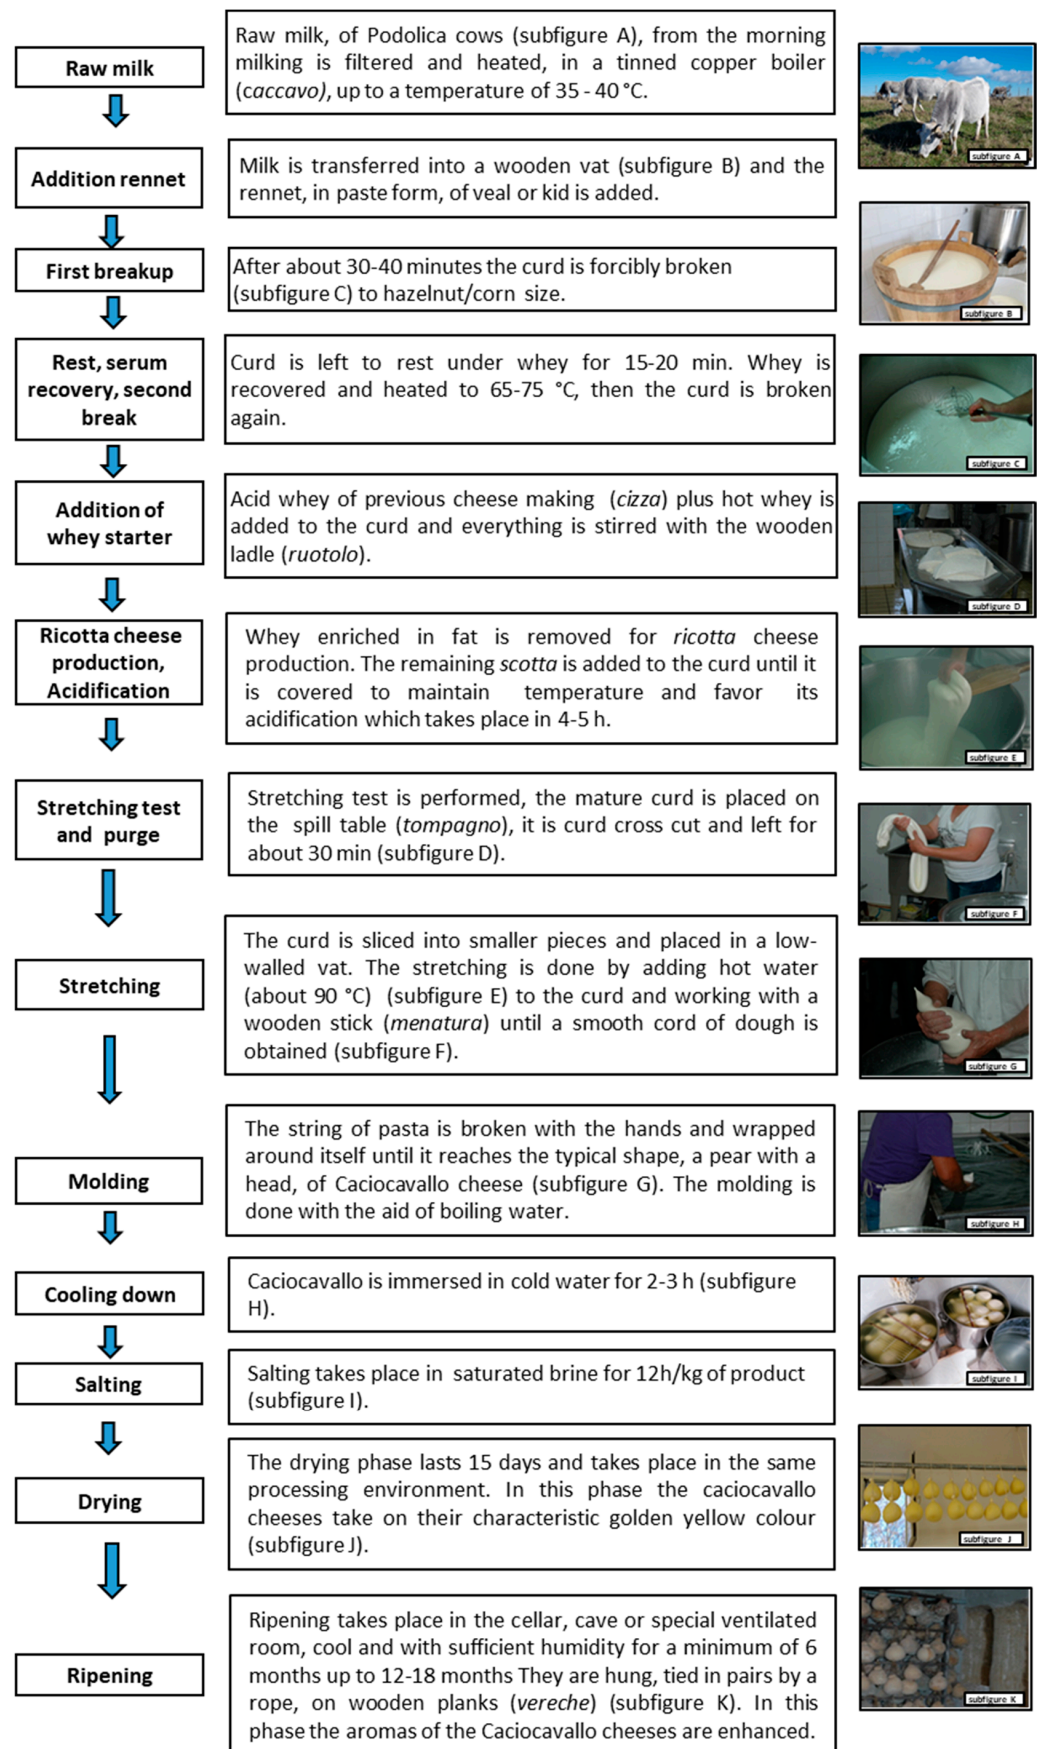 Raw milk
Raw milk, of Podolica cows (subfigure A), from the morning
milking is filtered and heated, in a tinned copper boiler
(caccavo), up to a temperature of 35 - 40 °C.
subfigure A
Addition rennet
Milk is transferred into a wooden vat (subfigure B) and the
rennet, in paste form, of veal or kid is added.
subfigure B
First breakup
After about 30-40 minutes the curd is forcibly broken
(subfigure C) to hazelnut/corn size.
Rest, serum
recovery, second
break
Curd is left to rest under whey for 15-20 min. Whey is
recovered and heated to 65-75 °C, then the curd is broken
again.
subfigure C
Addition of
whey starter
Acid whey of previous cheese making (cizza) plus hot whey is
added to the curd and everything is stirred with the wooden
ladle (ruotolo).
subfigure D
Ricotta cheese
production,
Acidification
Whey enriched in fat is removed for ricotta cheese
production. The remaining scotta is added to the curd until it
is covered to maintain temperature and favor its
acidification which takes place in 4-5 h.
subfigure E
Stretching test
and purge
Stretching test is performed, the mature curd is placed on
the spill table (tompagno), it is curd cross cut and left for
about 30 min (subfigure D).
subfigure F
Stretching
The curd is sliced into smaller pieces and placed in a low-
walled vat. The stretching is done by adding hot water
(about 90 °C) (subfigure E) to the curd and working with a
wooden stick (menatura) until a smooth cord of dough is
obtained (subfigure F).
subfigure G
Molding
The string of pasta is broken with the hands and wrapped
around itself until it reaches the typical shape, a pear with a
head, of Caciocavallo cheese (subfigure G). The molding is
done with the aid of boiling water.
subfigure H
Cooling down
Caciocavallo is immersed in cold water for 2-3 h (subfigure
H).
Salting
Salting takes place in saturated brine for 12h/kg of product
(subfigure I).
subfigure I
Drying
The drying phase lasts 15 days and takes place in the same
processing environment. In this phase the caciocavallo
cheeses take on their characteristic golden yellow colour
(subfigure J).
subfigure J
Ripening
Ripening takes place in the cellar, cave or special ventilated
room, cool and with sufficient humidity for a minimum of 6
months up to 12-18 months They are hung, tied in pairs by a
rope, on wooden planks (vereche) (subfigure K). In this
phase the aromas of the Caciocavallo cheeses are enhanced.
subfigure K